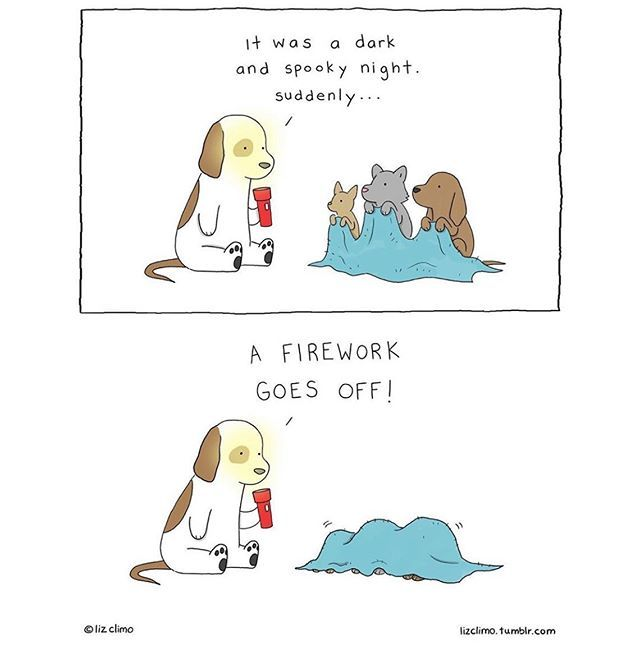 It was a dark
and spooky night.
suddenly...
A FIREWORK
GOES OFF!
©liz climo
lizclimo.tumblr.com